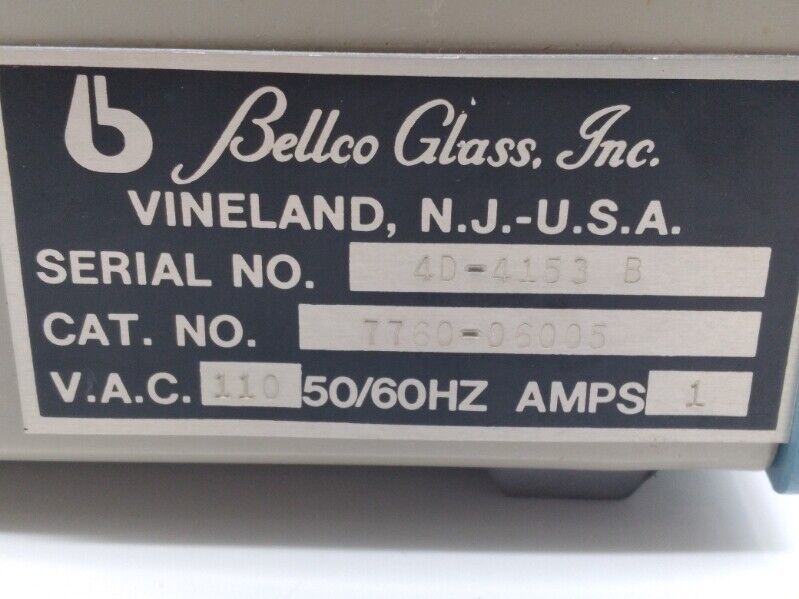 b Bellco Glass, Inc.
VINELAND, N.J.-U.S.A.
SERIAL NO. 4D-4153 B
CAT. NO. 7760-06005
V.A.C. 110 50/60HZ AMPS 1